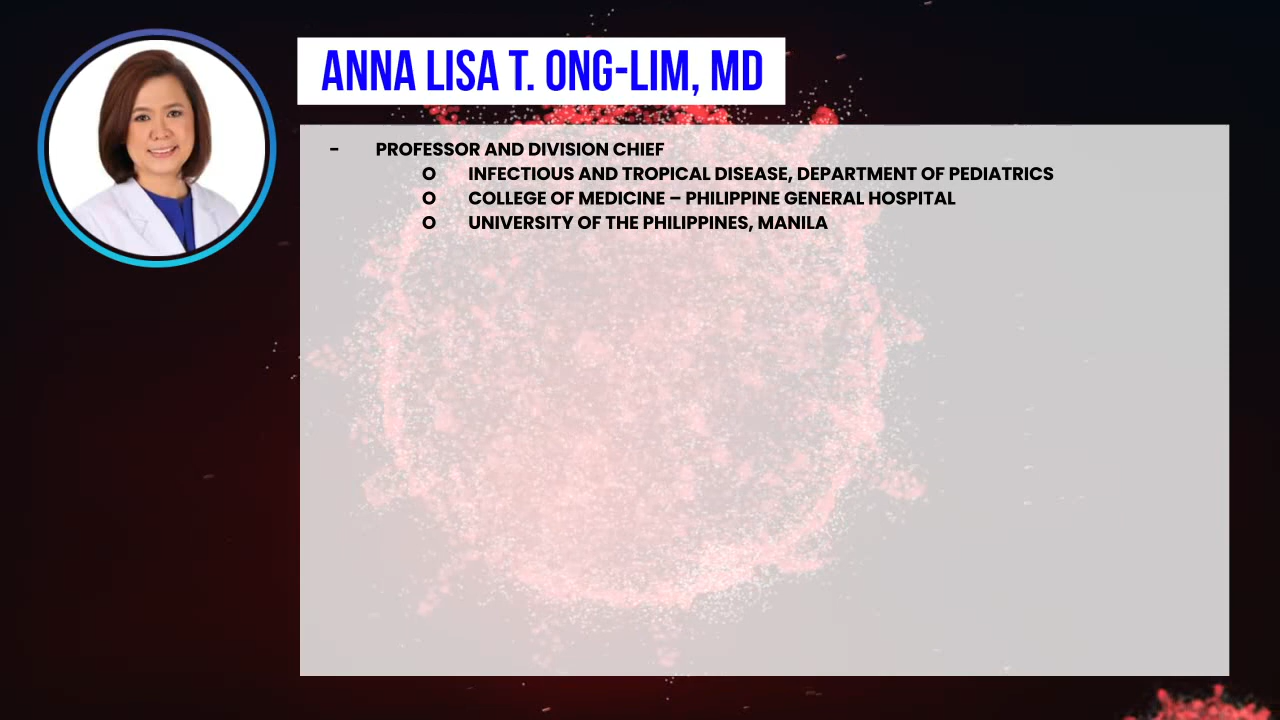 ANNA LISA T. ONG-LIM, MD
- PROFESSOR AND DIVISION CHIEF
O INFECTIOUS AND TROPICAL DISEASE, DEPARTMENT OF PEDIATRICS
O COLLEGE OF MEDICINE – PHILIPPINE GENERAL HOSPITAL
O UNIVERSITY OF THE PHILIPPINES, MANILA